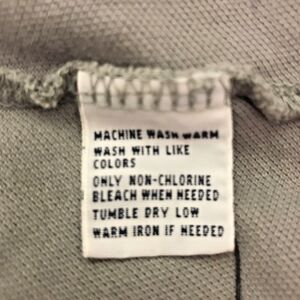 MACHINE WASH WARM
WASH WITH LIKE
COLORS
ONLY NON-CHLORINE
BLEACH WHEN NEEDED
TUMBLE DRY LOW
WARM IRON IF NEEDED